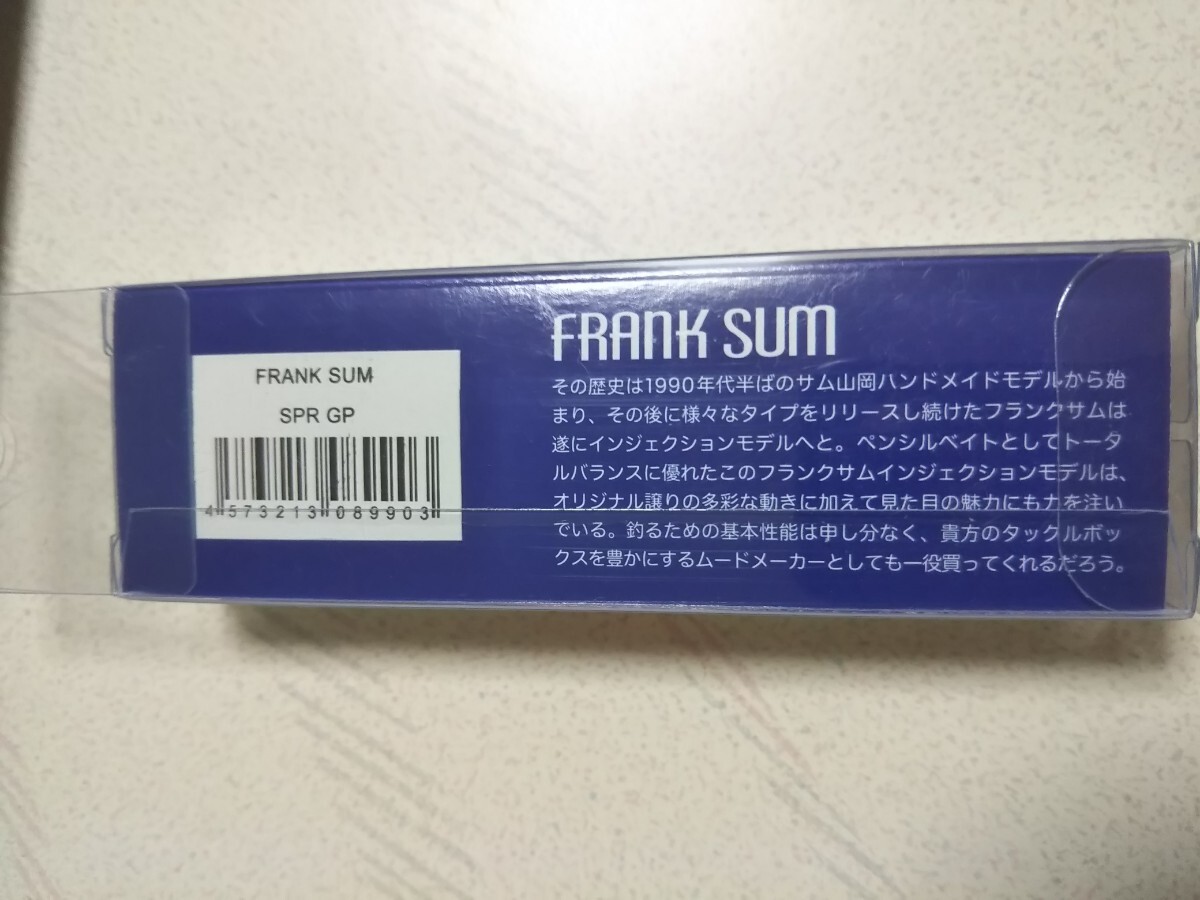 FRANK SUM
SPR GP
4573213089903
FRANK SUM
その歴史は1990年代半ばのサム山岡ハンドメイドモデルから始
まり、その後に様々なタイプをリリースし続けたフランクサムは
遂にインジェクションモデルへと。ペンシルベイトとしてトータ
ルバランスに優れたこのフランクサムインジェクションモデルは、
オリジナル譲りの多彩な動きに加えて見た目の魅力にも力を注い
でいる。釣るための基本性能は申し分なく、貴方のタックルボッ
クスを豊かにするムードメーカーとしても一役買ってくれるだろう。